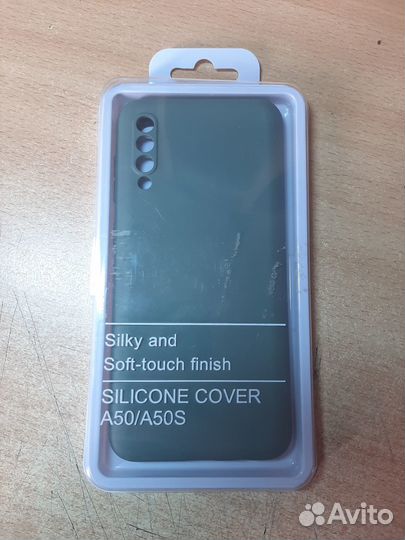 Silky and
Soft-touch finish
SILICONE COVER
A50/A50S
Avito